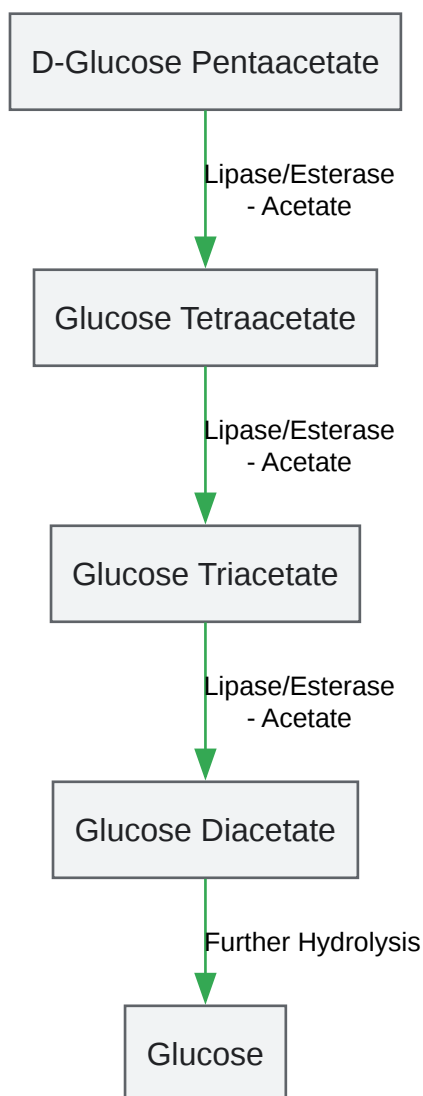 D-Glucose Pentaacetate
Lipase/Esterase
- Acetate
Glucose Tetraacetate
Lipase/Esterase
- Acetate
Glucose Triacetate
Lipase/Esterase
- Acetate
Glucose Diacetate
Further Hydrolysis
Glucose